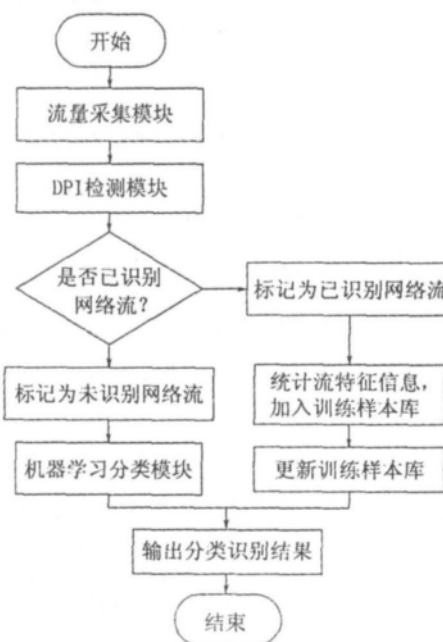 开始
流量采集模块
DPI检测模块
是否已识别
网络流?
标记为已识别网络流
标记为未识别网络流
统计流特征信息，
加入训练样本库
机器学习分类模块
更新训练样本库
输出分类识别结果
结束